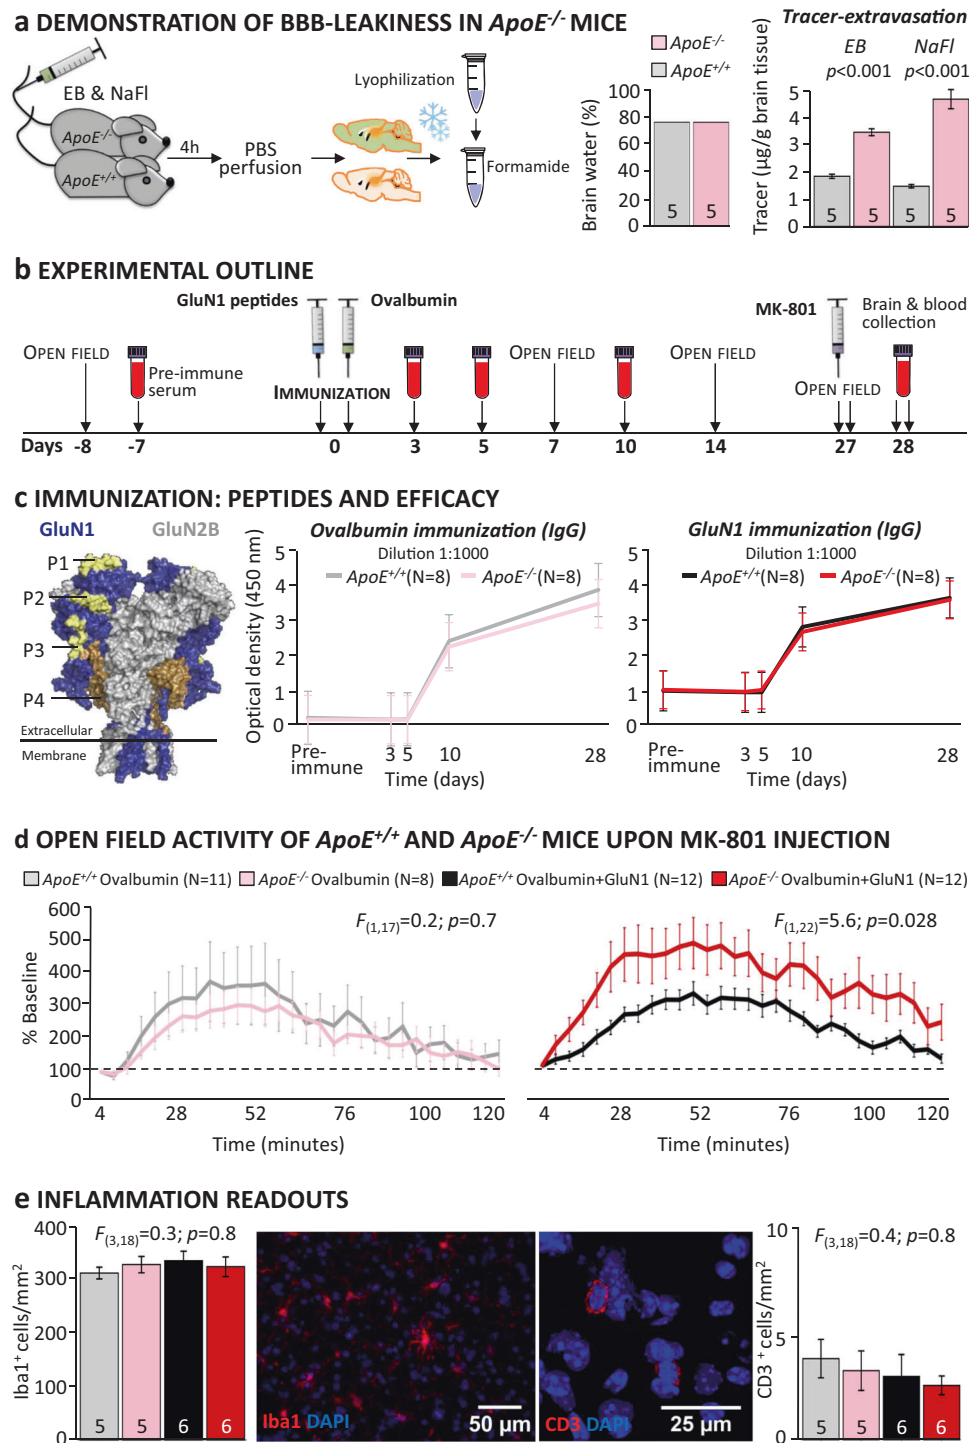 a DEMONSTRATION OF BBB-LEAKINESS IN ApoE-/- MICE
EB & NaFl
ApoE-/-
ApoE+/+
4h
PBS
perfusion
Lyophilization
Formamide
ApoE-/-
ApoE+/+
Brain water (%)
100
80
60
40
20
0
5 5
Tracer-extravasation
EB NaFl
p<0.001 p<0.001
Tracer (µg/g brain tissue)
5
4
3
2
1
0
5 5 5 5
b EXPERIMENTAL OUTLINE
GluN1 peptides Ovalbumin
MK-801
Brain & blood
collection
OPEN FIELD
Pre-immune
serum
IMMUNIZATION
OPEN FIELD
OPEN FIELD
OPEN FIELD
Days -8 -7 0 3 5 7 10 14 27 28
c IMMUNIZATION: PEPTIDES AND EFFICACY
GluN1 GluN2B
P1
P2
P3
P4
Extracellular
Membrane
Ovalbumin immunization (IgG)
Dilution 1:1000
ApoE+/+(N=8) ApoE-/-(N=8)
Optical density (450 nm)
5
4
3
2
1
0
Pre-
immune 3 5 10 28
Time (days)
GluN1 immunization (IgG)
Dilution 1:1000
ApoE+/+(N=8) ApoE-/-(N=8)
5
4
3
2
1
0
Pre-
immune 3 5 10 28
Time (days)
d OPEN FIELD ACTIVITY OF ApoE+/+ AND ApoE-/- MICE UPON MK-801 INJECTION
ApoE+/+ Ovalbumin (N=11) ApoE-/- Ovalbumin (N=8) ApoE+/+ Ovalbumin+GluN1 (N=12) ApoE-/- Ovalbumin+GluN1 (N=12)
% Baseline
600
500
400
300
200
100
0
F(1,17)=0.2; p=0.7
4 28 52 76 100 120
Time (minutes)
F(1,22)=5.6; p=0.028
4 28 52 76 100 120
Time (minutes)
e INFLAMMATION READOUTS
Iba1+ cells/mm2
400
300
200
100
0
F(3,18)=0.3; p=0.8
5 5 6 6
Iba1 DAPI
50 µm
CD3 DAPI
25 µm
CD3 + cells/mm2
10
5
0
F(3,18)=0.4; p=0.8
5 5 6 6